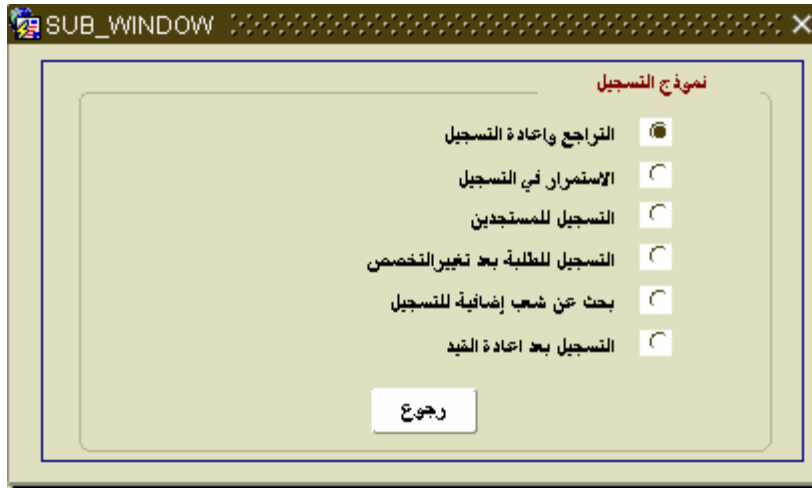 SUB_WINDOW
نموذج التسجيل
التراجع واعادة التسجيل
الاستمرار في التسجيل
التسجيل للمستجدين
التسجيل للطلبة بعد تغييرالتخصص
بحث عن شعب إضافية للتسجيل
التسجيل بعد اعادة القيد
رجوع